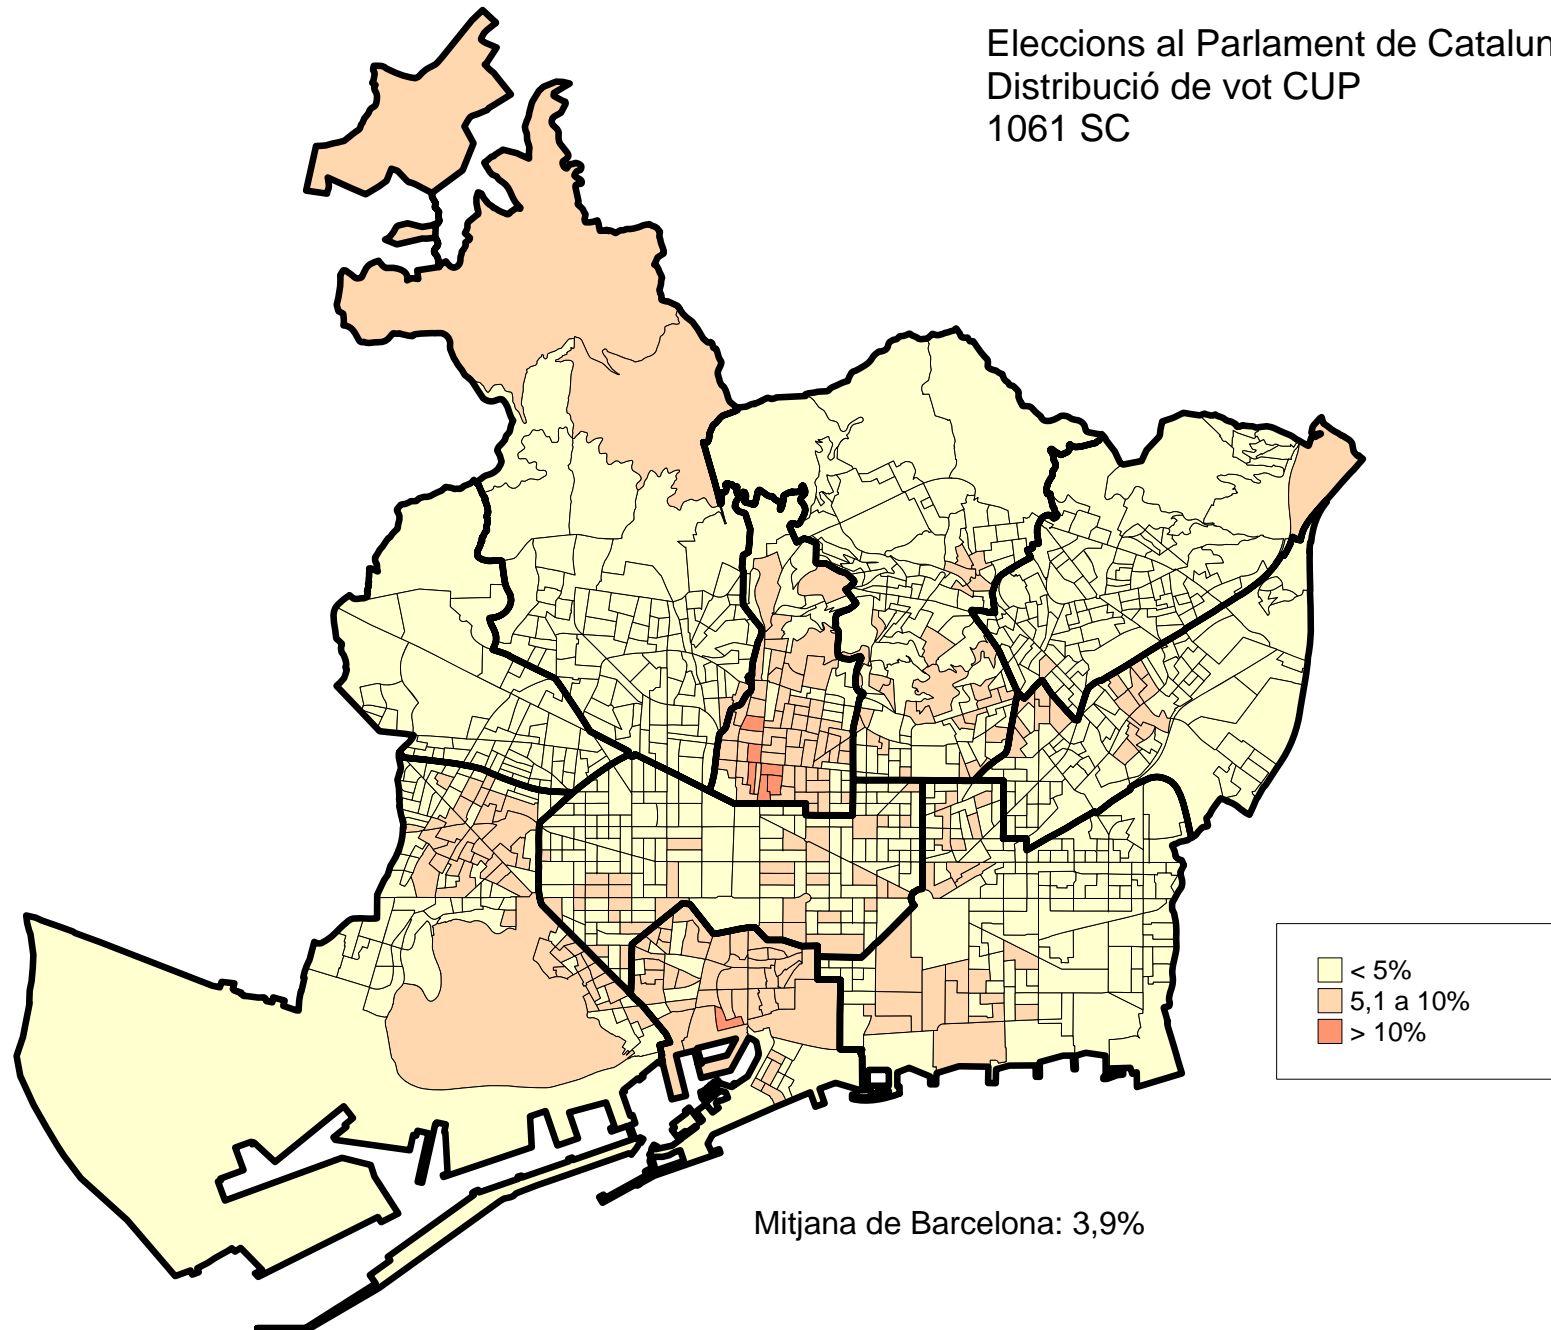 Eleccions al Parlament de Catalun
Distribució de vot CUP
1061 SC
< 5%
5,1 a 10%
> 10%
Mitjana de Barcelona: 3,9%